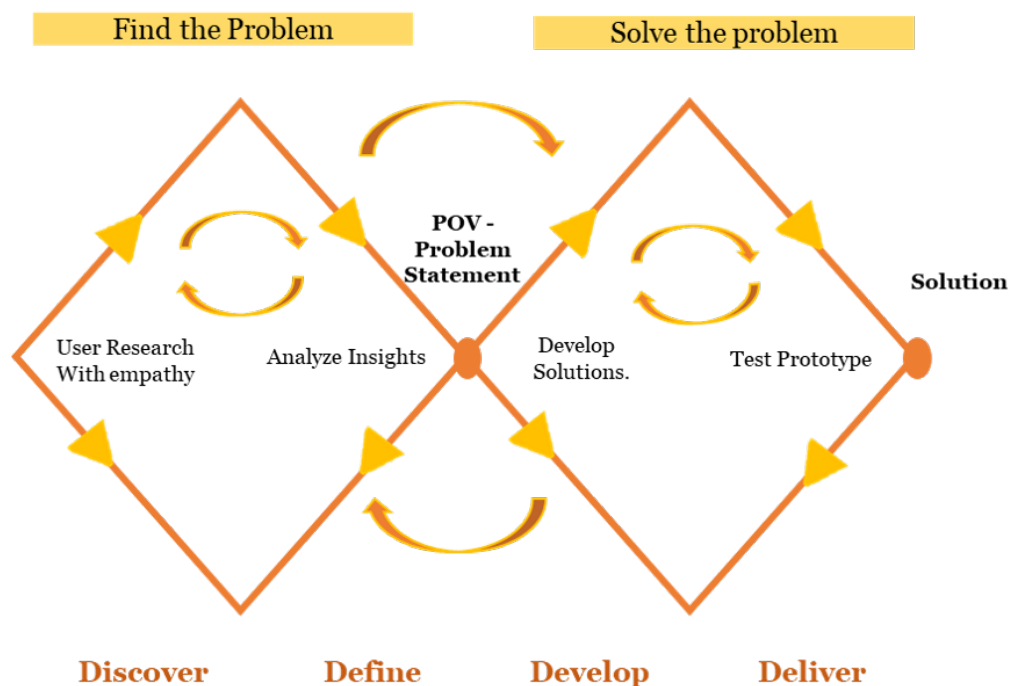 Find the Problem
Solve the problem
POV -
Problem
Statement
Solution
User Research
With empathy
Analyze Insights
Develop
Solutions.
Test Prototype
Discover
Define
Develop
Deliver